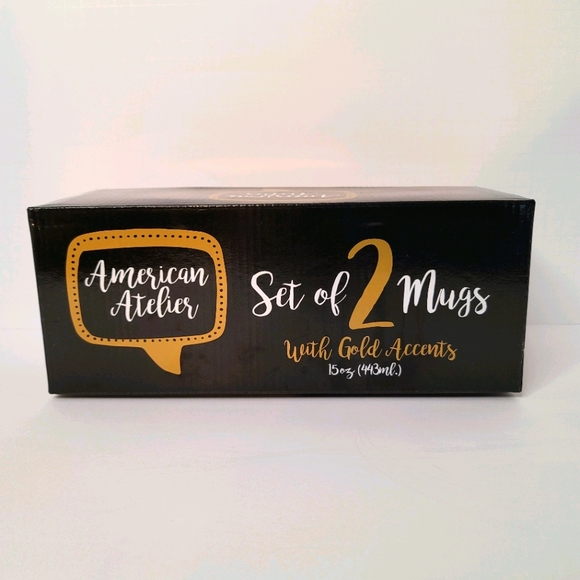 American
Atelier
Set of 2 Mugs
With Gold Accents
15oz (443ml.)